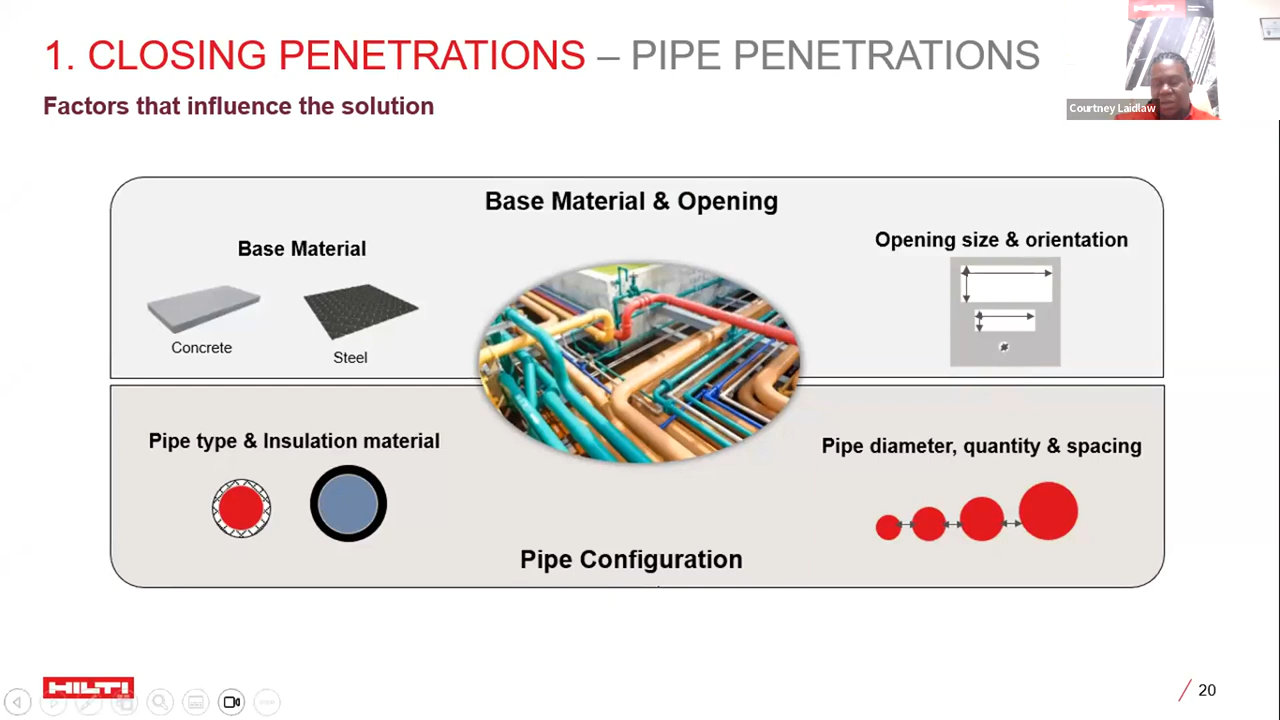 1. CLOSING PENETRATIONS – PIPE PENETRATIONS
Factors that influence the solution
HILTI
Courtney Laidlaw
Base Material & Opening
Base Material
Opening size & orientation
Concrete
Steel
Pipe type & Insulation material
Pipe diameter, quantity & spacing
Pipe Configuration
HILTI
20